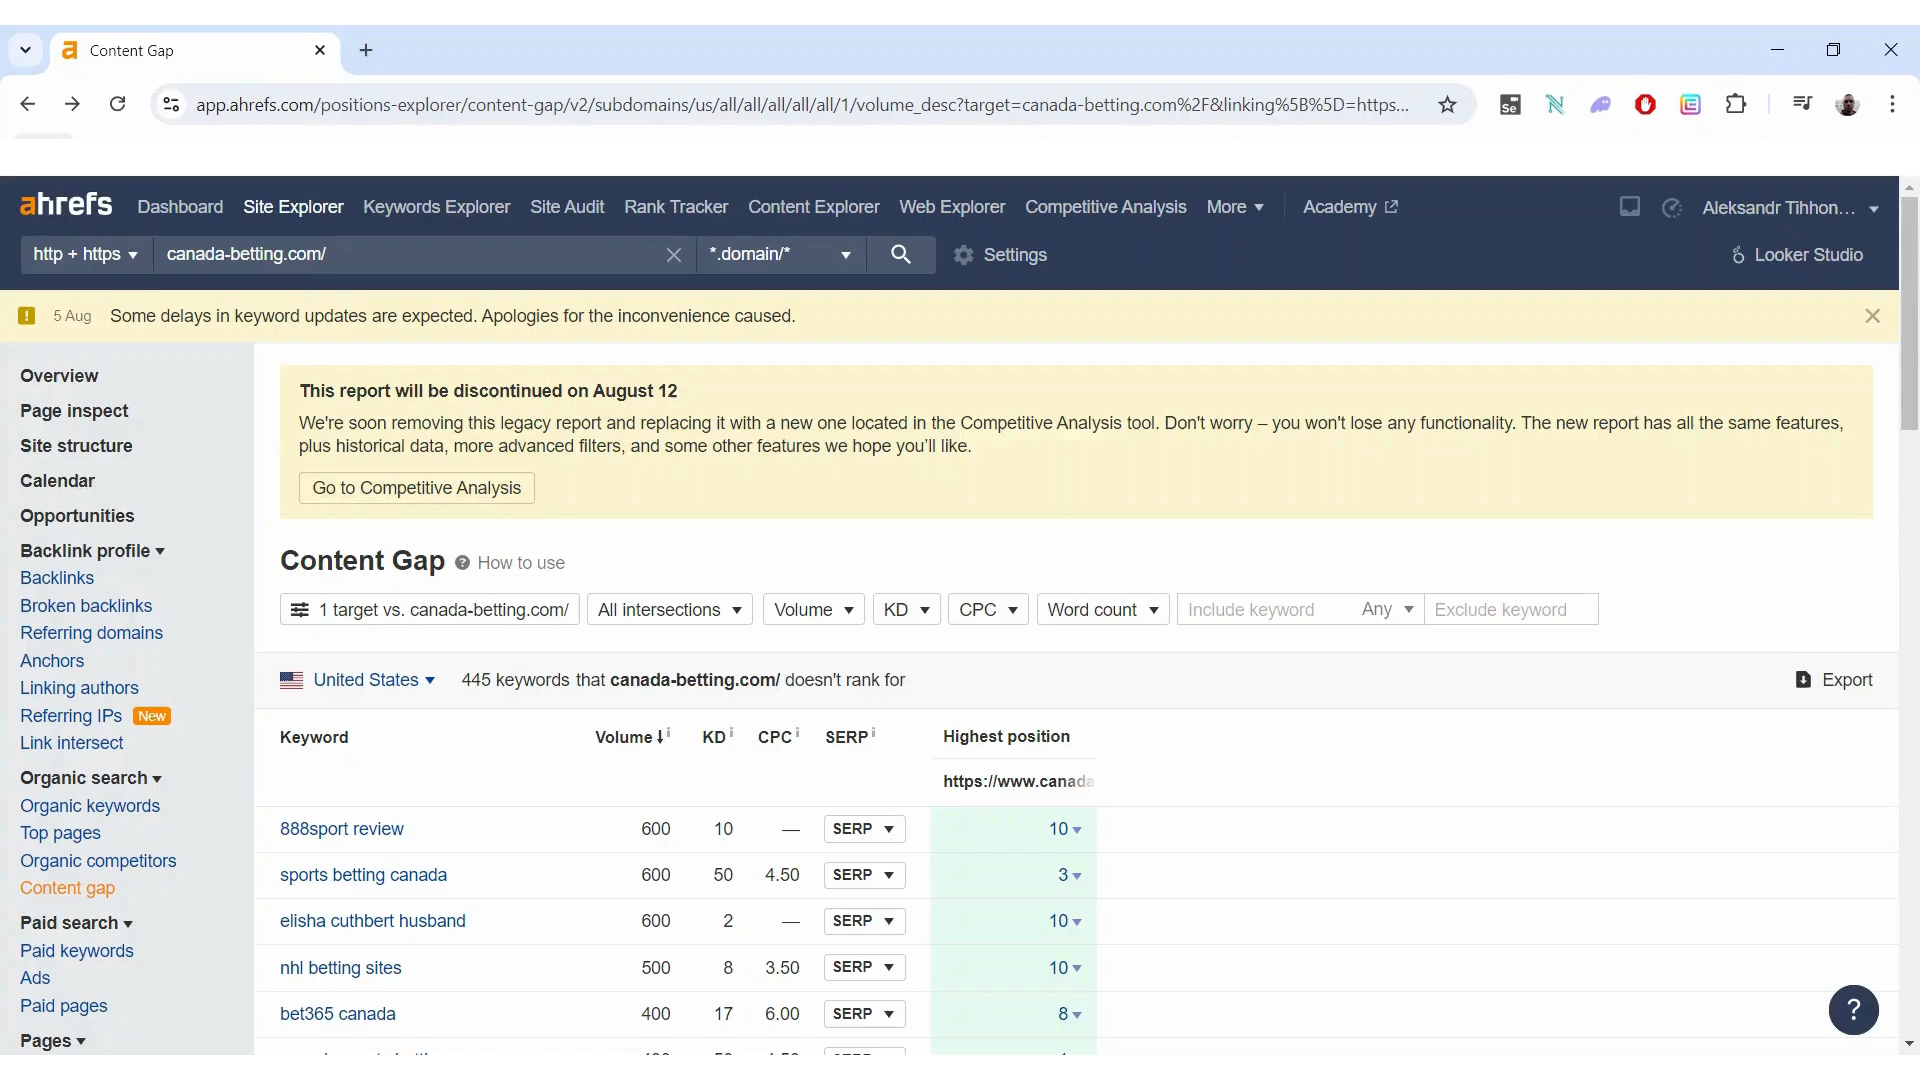 Content Gap
app.ahrefs.com/positions-explorer/content-gap/v2/subdomains/us/all/all/all/all/all/1/volume_desc?target=canada-betting.com%2F&linking%5B%5D=https...
Se
ahrefs Dashboard Site Explorer Keywords Explorer Site Audit Rank Tracker Content Explorer Web Explorer Competitive Analysis More Academy Aleksandr Tihhon...
http + https canada-betting.com/ *.domain/* Settings Looker Studio
5 Aug Some delays in keyword updates are expected. Apologies for the inconvenience caused.
Overview
Page inspect
Site structure
Calendar
Opportunities
Backlink profile
Backlinks
Broken backlinks
Referring domains
Anchors
Linking authors
Referring IPs New
Link intersect
Organic search
Organic keywords
Top pages
Organic competitors
Content gap
Paid search
Paid keywords
Ads
Paid pages
Pages
This report will be discontinued on August 12
We're soon removing this legacy report and replacing it with a new one located in the Competitive Analysis tool. Don't worry – you won't lose any functionality. The new report has all the same features,
plus historical data, more advanced filters, and some other features we hope you’ll like.
Go to Competitive Analysis
Content Gap ? How to use
1 target vs. canada-betting.com/ All intersections Volume KD CPC Word count Include keyword Any Exclude keyword
United States 445 keywords that canada-betting.com/ doesn't rank for Export
Keyword Volume KD CPC SERP Highest position
https://www.canada
888sport review 600 10 — SERP 10
sports betting canada 600 50 4.50 SERP 3
elisha cuthbert husband 600 2 — SERP 10
nhl betting sites 500 8 3.50 SERP 10
bet365 canada 400 17 6.00 SERP 8
?